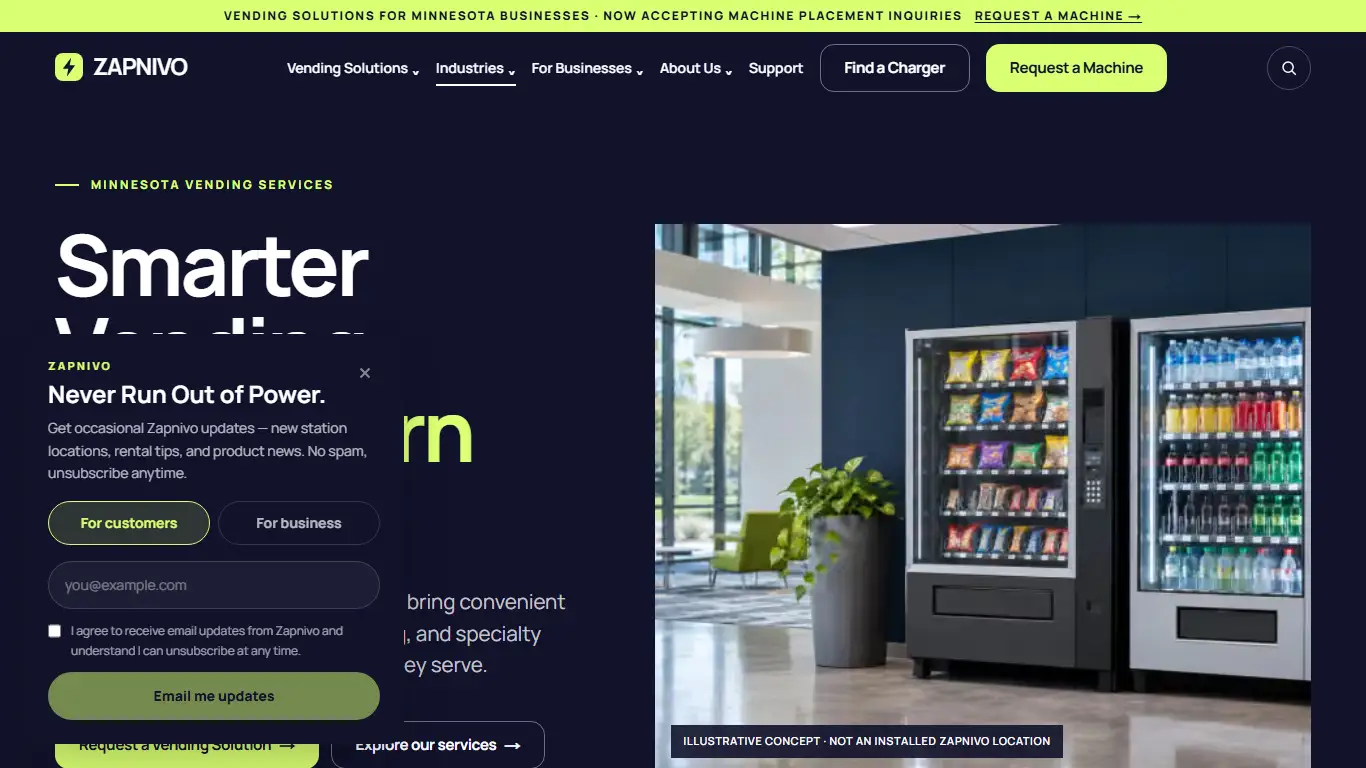 VENDING SOLUTIONS FOR MINNESOTA BUSINESSES · NOW ACCEPTING MACHINE PLACEMENT INQUIRIES REQUEST A MACHINE →
ZAPNIVO
Vending Solutions
Industries
For Businesses
About Us
Support
Find a Charger
Request a Machine
MINNESOTA VENDING SERVICES
Smarter
Vending
rn
bring convenient
, and specialty
ey serve.
ZAPNIVO
Never Run Out of Power.
Get occasional Zapnivo updates — new station
locations, rental tips, and product news. No spam,
unsubscribe anytime.
For customers
For business
you@example.com
I agree to receive email updates from Zapnivo and
understand I can unsubscribe at any time.
Email me updates
Request a Vending Solution →
Explore our services →
ILLUSTRATIVE CONCEPT · NOT AN INSTALLED ZAPNIVO LOCATION